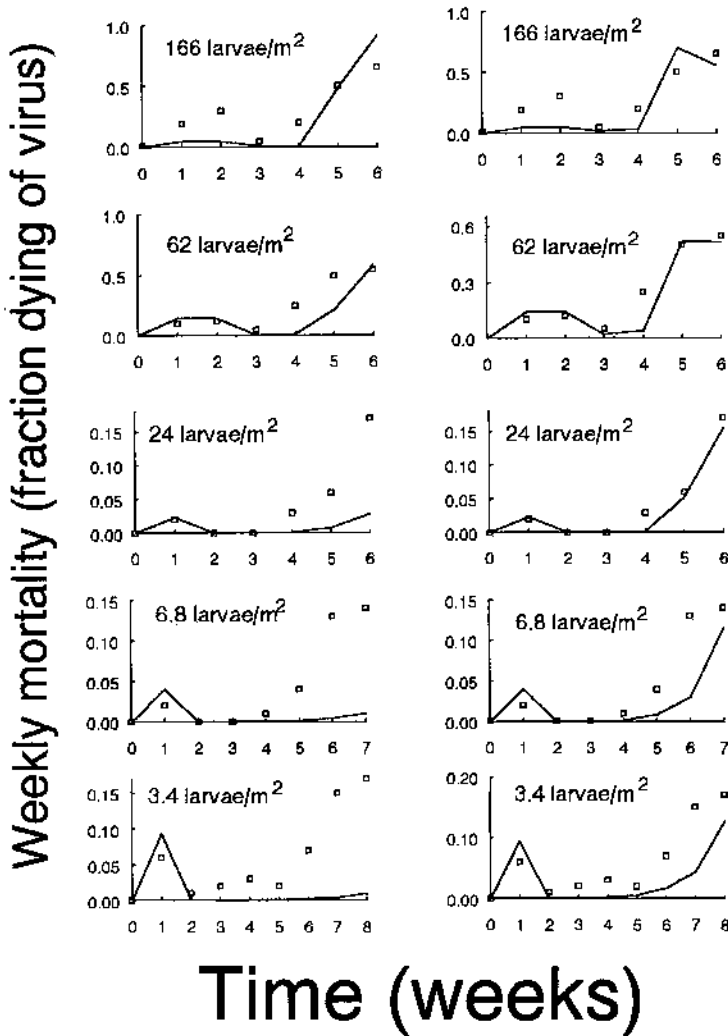 Weekly mortality (fraction dying of virus)
166 larvae/m²
1.0
0.5
0.0
0 1 2 3 4 5 6
166 larvae/m²
1.0
0.5
0.0
0 1 2 3 4 5 6
62 larvae/m²
1.0
0.5
0.0
0 1 2 3 4 5 6
62 larvae/m²
0.6
0.3
0.0
0 1 2 3 4 5 6
24 larvae/m²
0.15
0.10
0.05
0.00
0 1 2 3 4 5 6
24 larvae/m²
0.15
0.10
0.05
0.00
0 1 2 3 4 5 6
6.8 larvae/m²
0.15
0.10
0.05
0.00
0 1 2 3 4 5 6 7
6.8 larvae/m²
0.15
0.10
0.05
0.00
0 1 2 3 4 5 6 7
3.4 larvae/m²
0.15
0.10
0.05
0.00
0 1 2 3 4 5 6 7 8
3.4 larvae/m²
0.20
0.10
0.00
0 1 2 3 4 5 6 7 8
Time (weeks)